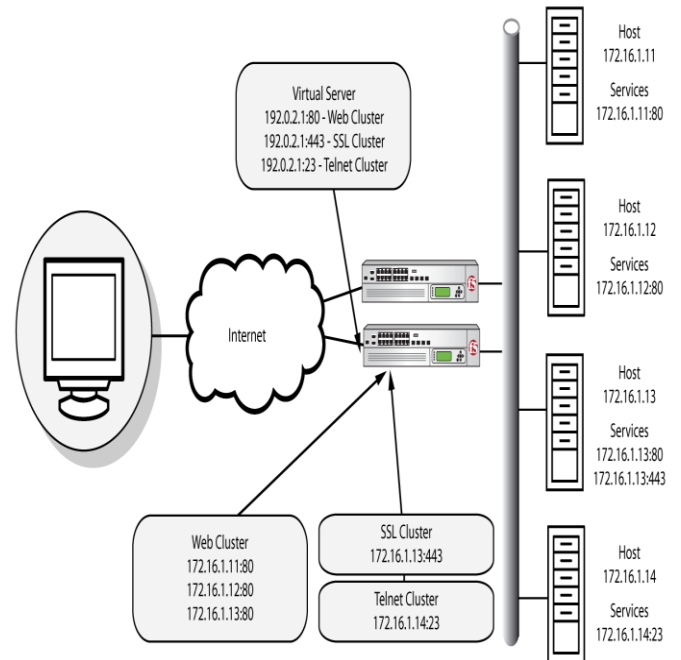 Virtual Server
192.0.2.1:80 - Web Cluster
192.0.2.1:443 - SSL Cluster
192.0.2.1:23 - Telnet Cluster
Internet
Web Cluster
172.16.1.11:80
172.16.1.12:80
172.16.1.13:80
SSL Cluster
172.16.1.13:443
Telnet Cluster
172.16.1.14:23
Host
172.16.1.11
Services
172.16.1.11:80
Host
172.16.1.12
Services
172.16.1.12:80
Host
172.16.1.13
Services
172.16.1.13:80
172.16.1.13:443
Host
172.16.1.14
Services
172.16.1.14:23